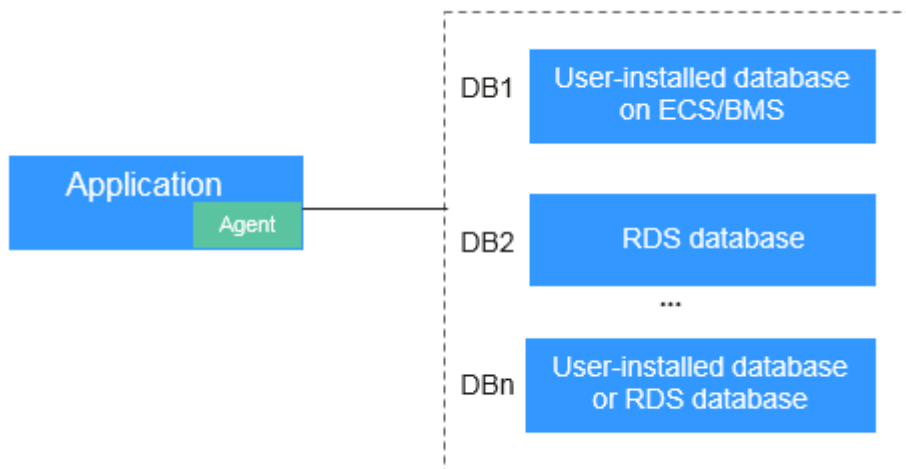 Application
Agent
DB1
User-installed database
on ECS/BMS
DB2
RDS database
...
DBn
User-installed database
or RDS database